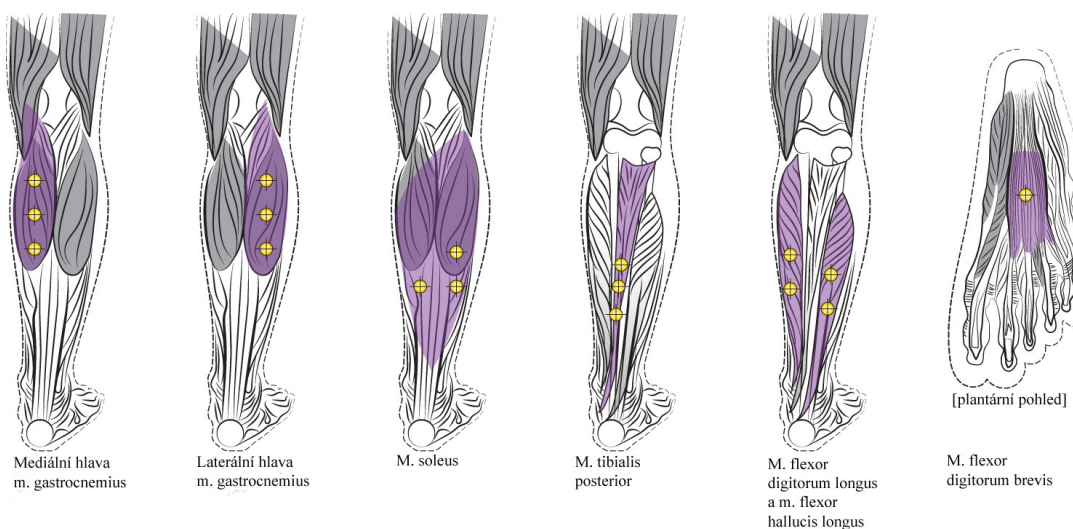 [plantární pohled]
Mediální hlava
m. gastrocnemius
Laterální hlava
m. gastrocnemius
M. soleus
M. tibialis
posterior
M. flexor
digitorum longus
a m. flexor
hallucis longus
M. flexor
digitorum brevis